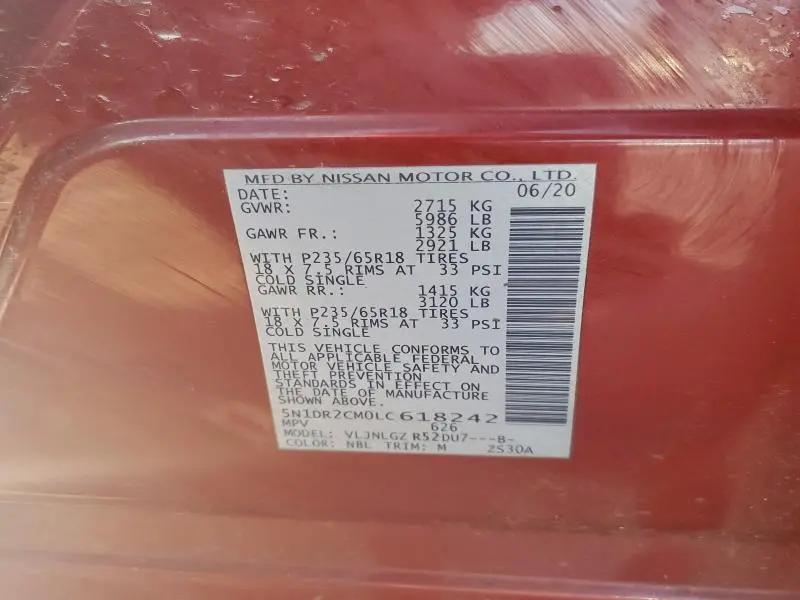 MFD BY NISSAN MOTOR CO., LTD.
DATE: 06/20
GVWR: 2715 KG
5986 LB
GAWR FR.: 1325 KG
2921 LB
WITH P235/65R18 TIRES
18 X 7.5 RIMS AT 33 PSI
COLD SINGLE
GAWR RR.: 1415 KG
3120 LB
WITH P235/65R18 TIRES
18 X 7.5 RIMS AT 33 PSI
COLD SINGLE
THIS VEHICLE CONFORMS TO
ALL APPLICABLE FEDERAL
MOTOR VEHICLE SAFETY AND
THEFT PREVENTION
STANDARDS IN EFFECT ON
THE DATE OF MANUFACTURE
SHOWN ABOVE.
5N1DR2CM0LC618242
MPV 626
MODEL: VLJNLGZ R52DU7---B-
COLOR: NBL TRIM: M 2S30A